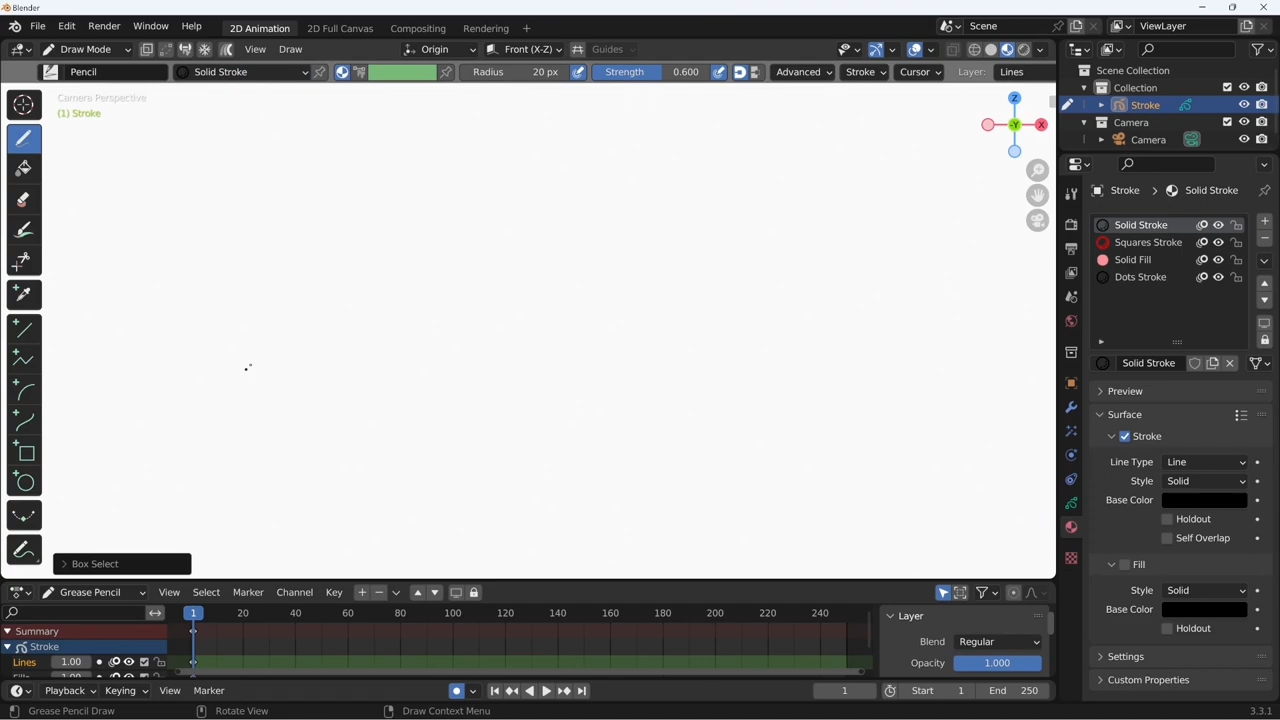 Blender
File Edit Render Window Help 2D Animation 2D Full Canvas Compositing Rendering + Scene ViewLayer
Draw Mode View Draw Origin Front (X-Z) Guides
Pencil Solid Stroke Radius 20 px Strength 0.600 Advanced Stroke Cursor Layer: Lines
Camera Perspective
(1) Stroke
Z
-Y X
Box Select
Scene Collection
Collection
Stroke
Camera
Camera
Stroke > Solid Stroke
Solid Stroke
Squares Stroke
Solid Fill
Dots Stroke
Solid Stroke
Preview
Surface
Stroke
Line Type Line
Style Solid
Base Color
Holdout
Self Overlap
Fill
Style Solid
Base Color
Holdout
Settings
Custom Properties
Grease Pencil View Select Marker Channel Key
1 20 40 60 80 100 120 140 160 180 200 220 240
Summary
Stroke
Lines 1.00
Layer
Blend Regular
Opacity 1.000
Playback Keying View Marker 1 Start 1 End 250
Grease Pencil Draw Rotate View Draw Context Menu 3.3.1